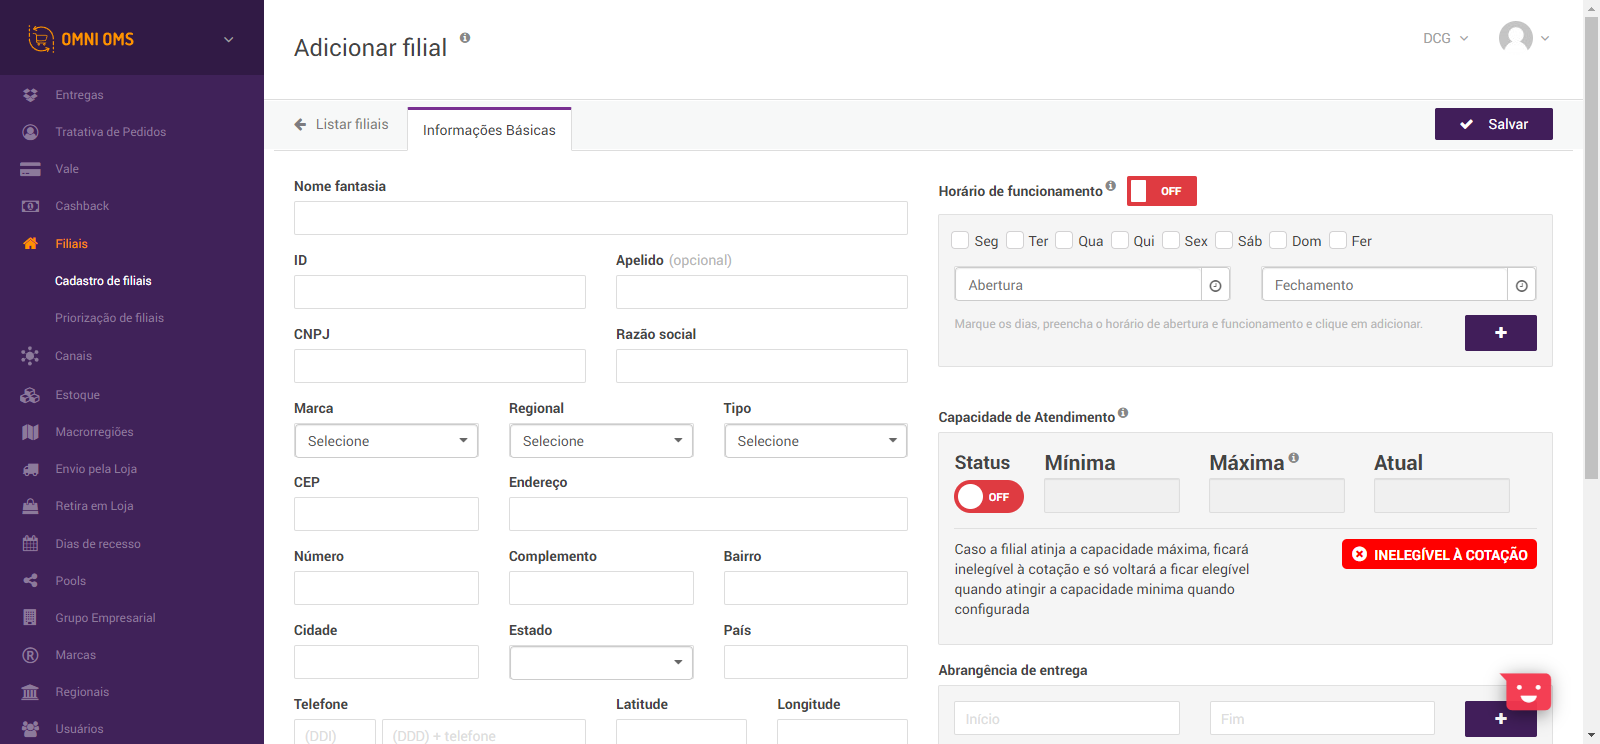 OMNI OMS
Entregas
Tratativa de Pedidos
Vale
Cashback
Filiais
Cadastro de filiais
Priorização de filiais
Canais
Estoque
Macrorregiões
Envio pela Loja
Retira em Loja
Dias de recesso
Pools
Grupo Empresarial
Marcas
Regionais
Usuários
Adicionar filial
DCG
Listar filiais
Informações Básicas
Salvar
Nome fantasia
ID
Apelido (opcional)
CNPJ
Razão social
Marca
Regional
Tipo
Selecione
Selecione
Selecione
CEP
Endereço
Número
Complemento
Bairro
Cidade
Estado
País
Telefone
Latitude
Longitude
(DDI)
(DDD) + telefone
Horário de funcionamento
OFF
Seg
Ter
Qua
Qui
Sex
Sáb
Dom
Fer
Abertura
Fechamento
Marque os dias, preencha o horário de abertura e funcionamento e clique em adicionar.
Capacidade de Atendimento
Status
Mínima
Máxima
Atual
OFF
Caso a filial atinja a capacidade máxima, ficará
inelegível à cotação e só voltará a ficar elegível
quando atingir a capacidade minima quando
configurada
INELEGÍVEL À COTAÇÃO
Abrangência de entrega
Início
Fim